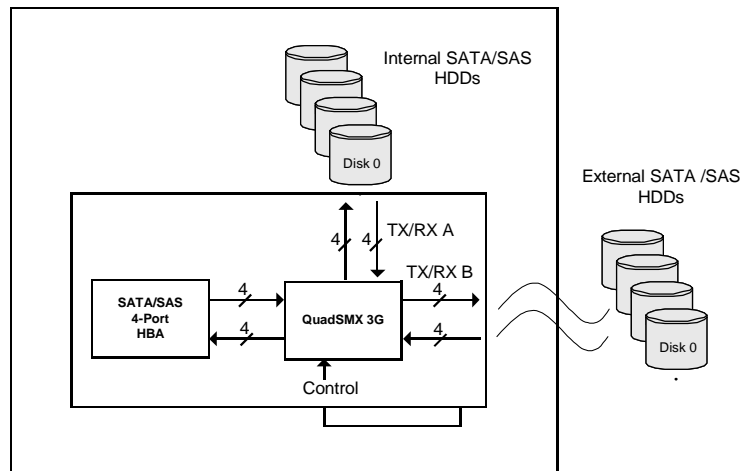 Internal SATA/SAS
HDDs
Disk 0
External SATA /SAS
HDDs
4
4
TX/RX A
TX/RX B
SATA/SAS
4-Port
HBA
4
4
QuadSMX 3G
4
4
Disk 0
Control